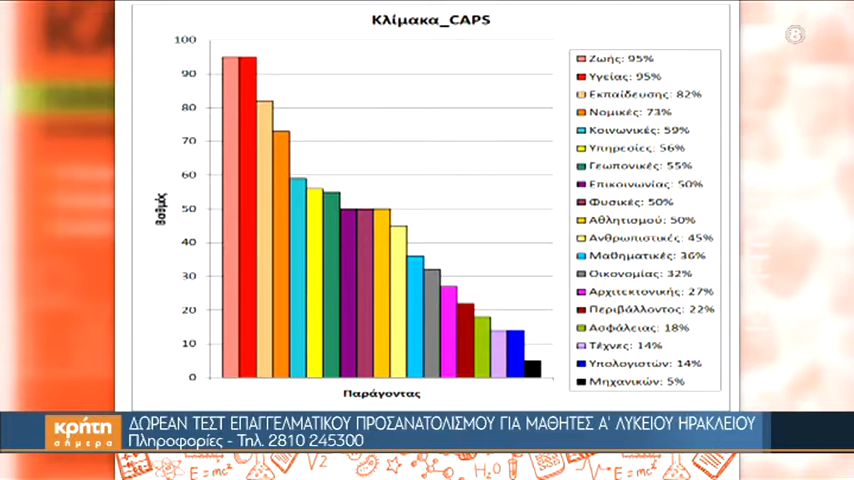 Κλίμακα_CAPS
8
100
90
80
70
60
50
40
30
20
10
0
Βαθμός
Παράγοντας
Ζωής: 95%
Υγείας: 95%
Εκπαίδευσης: 82%
Νομικές: 73%
Κοινωνικές: 59%
Υπηρεσίες: 56%
Γεωπονικές: 55%
Επικοινωνίας: 50%
Φυσικές: 50%
Αθλητισμού: 50%
Ανθρωπιστικές: 45%
Μαθηματικές: 36%
Οικονομίας: 32%
Αρχιτεκτονικής: 27%
Περιβάλλοντος: 22%
Ασφάλειας: 18%
Τέχνες: 14%
Υπολογιστών: 14%
Μηχανικών: 5%
κρήτη
σήμερα
ΔΩΡΕΑΝ ΤΕΣΤ ΕΠΑΓΓΕΛΜΑΤΙΚΟΥ ΠΡΟΣΑΝΑΤΟΛΙΣΜΟΥ ΓΙΑ ΜΑΘΗΤΕΣ Α' ΛΥΚΕΙΟΥ ΗΡΑΚΛΕΙΟΥ
Πληροφορίες - Τηλ. 2810 245300
E=mc²
√2
H₂O
E=mc²